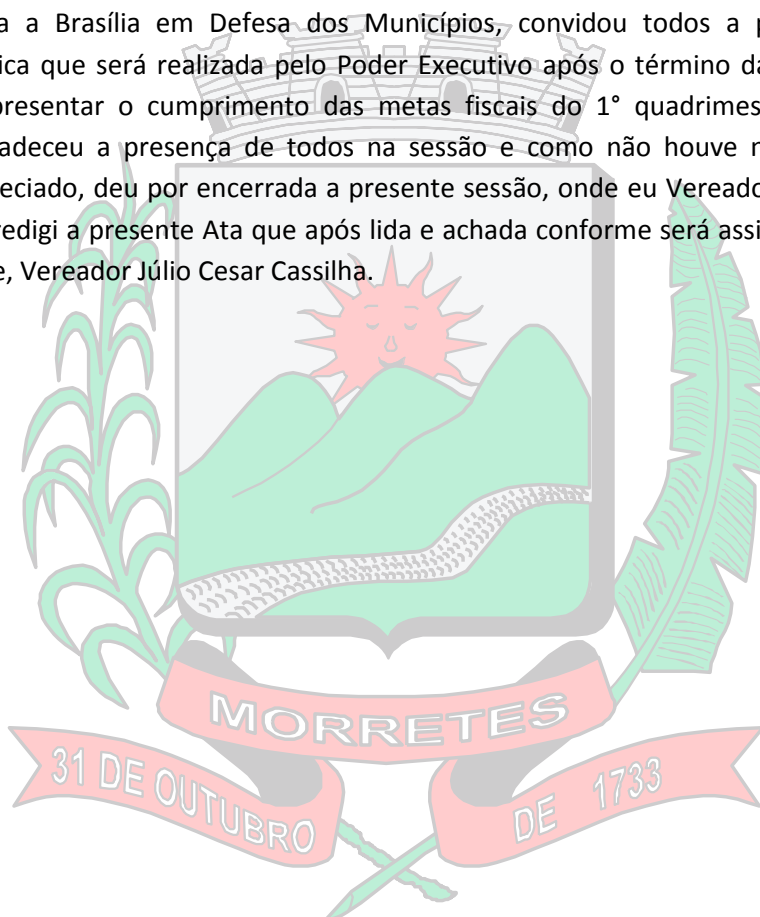 a a Brasília em Defesa dos Municípios, convidou todos a p
ica que será realizada pelo Poder Executivo após o término da
presentar o cumprimento das metas fiscais do 1° quadrimes
adeceu a presença de todos na sessão e como não houve n
eciado, deu por encerrada a presente sessão, onde eu Vereado
redigi a presente Ata que após lida e achada conforme será assi
e, Vereador Júlio Cesar Cassilha.
MORRETES
31 DE OUTUBRO DE 1733